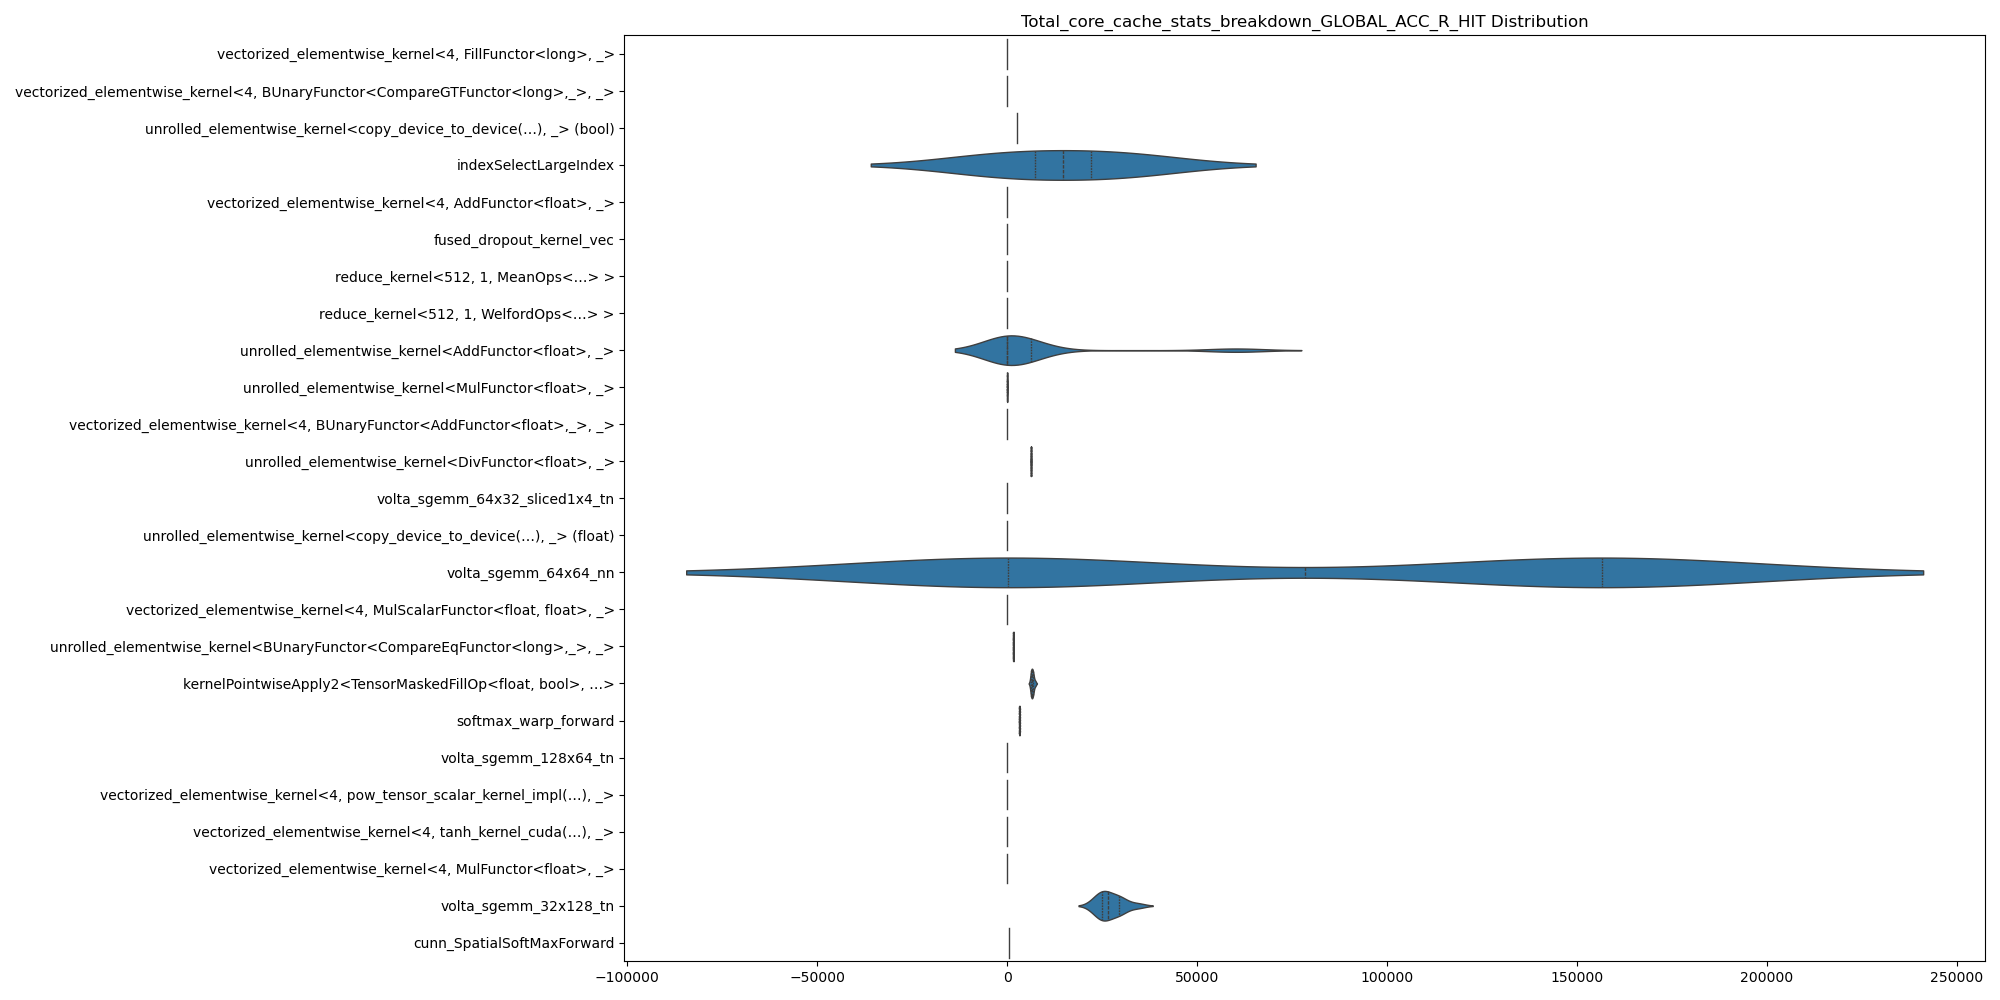 Total_core_cache_stats_breakdown_GLOBAL_ACC_R_HIT Distribution
vectorized_elementwise_kernel<4, FillFunctor<long>, _>
vectorized_elementwise_kernel<4, BUnaryFunctor<CompareGTFunctor<long>,_>, _>
unrolled_elementwise_kernel<copy_device_to_device(...), _> (bool)
indexSelectLargeIndex
vectorized_elementwise_kernel<4, AddFunctor<float>, _>
fused_dropout_kernel_vec
reduce_kernel<512, 1, MeanOps<...> >
reduce_kernel<512, 1, WelfordOps<...> >
unrolled_elementwise_kernel<AddFunctor<float>, _>
unrolled_elementwise_kernel<MulFunctor<float>, _>
vectorized_elementwise_kernel<4, BUnaryFunctor<AddFunctor<float>,_>, _>
unrolled_elementwise_kernel<DivFunctor<float>, _>
volta_sgemm_64x32_sliced1x4_tn
unrolled_elementwise_kernel<copy_device_to_device(...), _> (float)
volta_sgemm_64x64_nn
vectorized_elementwise_kernel<4, MulScalarFunctor<float, float>, _>
unrolled_elementwise_kernel<BUnaryFunctor<CompareEqFunctor<long>,_>, _>
kernelPointwiseApply2<TensorMaskedFillOp<float, bool>, ...>
softmax_warp_forward
volta_sgemm_128x64_tn
vectorized_elementwise_kernel<4, pow_tensor_scalar_kernel_impl(...), _>
vectorized_elementwise_kernel<4, tanh_kernel_cuda(...), _>
vectorized_elementwise_kernel<4, MulFunctor<float>, _>
volta_sgemm_32x128_tn
cunn_SpatialSoftMaxForward
−100000 −50000 0 50000 100000 150000 200000 250000